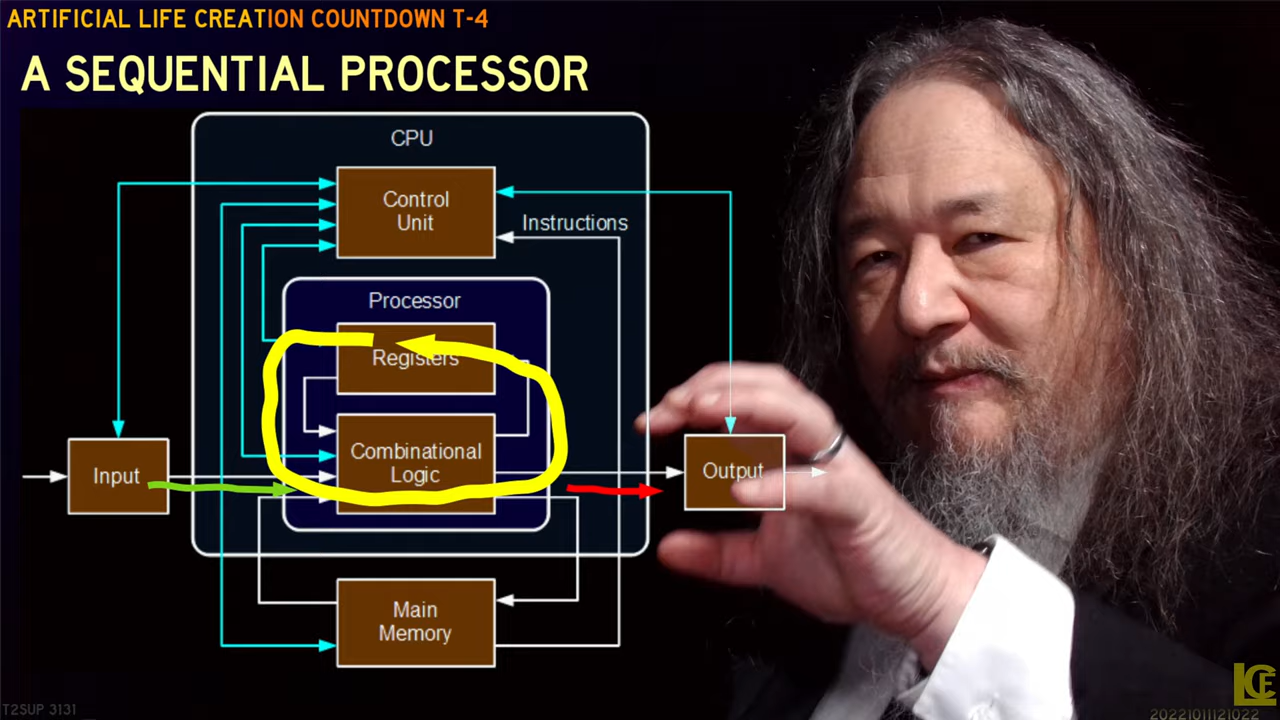 ARTIFICIAL LIFE CREATION COUNTDOWN T-4
A SEQUENTIAL PROCESSOR
CPU
Control
Unit
Instructions
Processor
Registers
Combinational
Logic
Input
Output
Main
Memory
T2SUP 3131
LCE